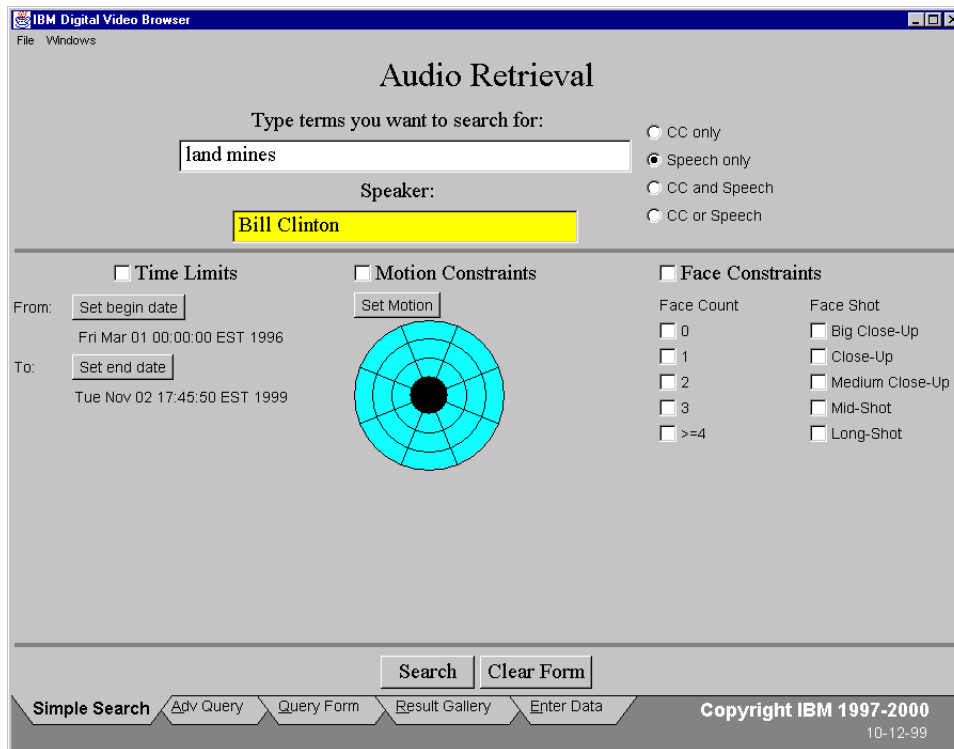 IBM Digital Video Browser
File Windows
Audio Retrieval
Type terms you want to search for:
land mines
Speaker:
Bill Clinton
CC only
Speech only
CC and Speech
CC or Speech
Time Limits
From: Set begin date
Fri Mar 01 00:00:00 EST 1996
To: Set end date
Tue Nov 02 17:45:50 EST 1999
Motion Constraints
Set Motion
Face Constraints
Face Count Face Shot
0 Big Close-Up
1 Close-Up
2 Medium Close-Up
3 Mid-Shot
>=4 Long-Shot
Search Clear Form
Simple Search Adv Query Query Form Result Gallery Enter Data
Copyright IBM 1997-2000
10-12-99